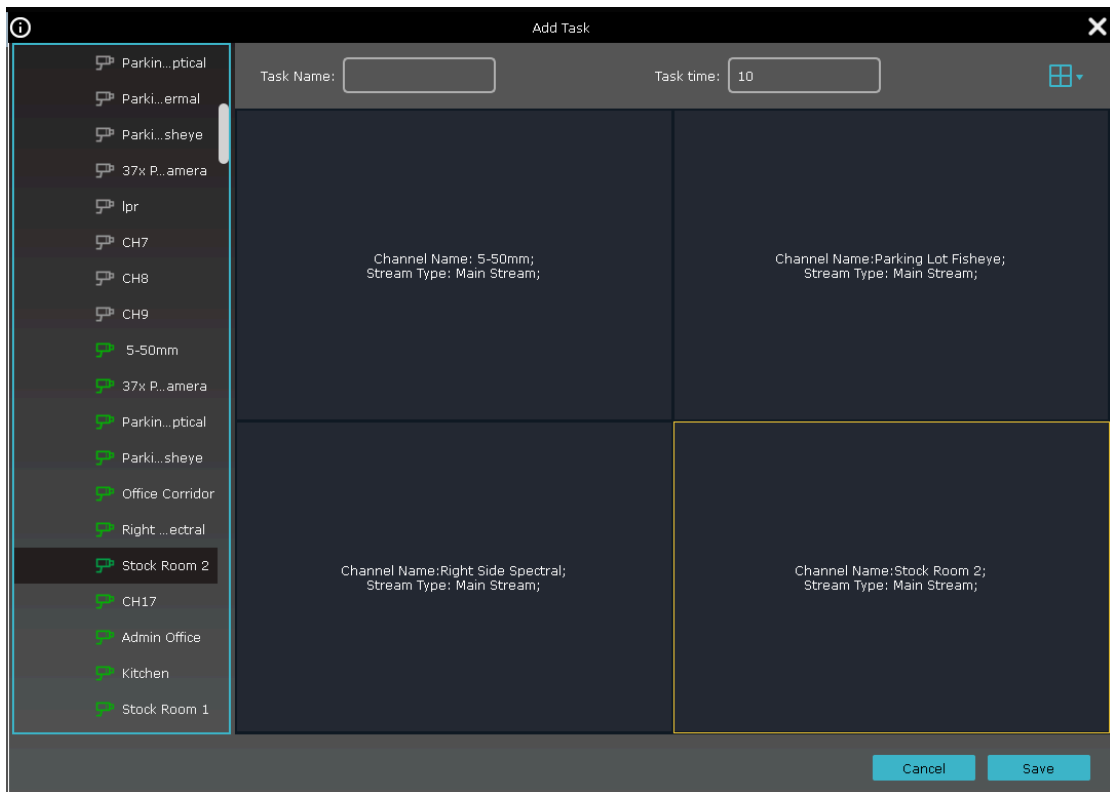 Add Task
Parkin...ptical
Parki...ermal
Parki...sheye
37x P...amera
lpr
CH7
CH8
CH9
5-50mm
37x P...amera
Parkin...ptical
Parki...sheye
Office Corridor
Right ...ectral
Stock Room 2
CH17
Admin Office
Kitchen
Stock Room 1
Task Name:
Task time: 10
Channel Name: 5-50mm;
Stream Type: Main Stream;
Channel Name:Parking Lot Fisheye;
Stream Type: Main Stream;
Channel Name:Right Side Spectral;
Stream Type: Main Stream;
Channel Name:Stock Room 2;
Stream Type: Main Stream;
Cancel
Save